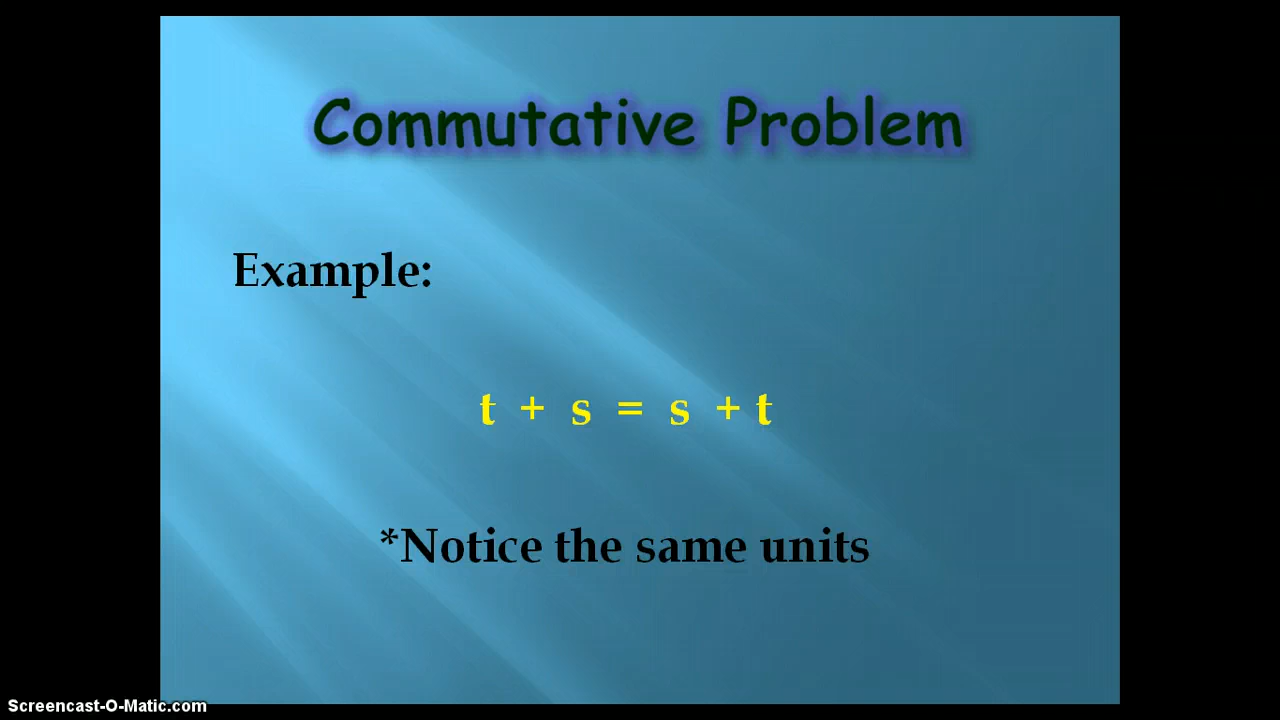 Commutative Problem
Example:
t + s = s + t
*Notice the same units
Screencast-O-Matic.com